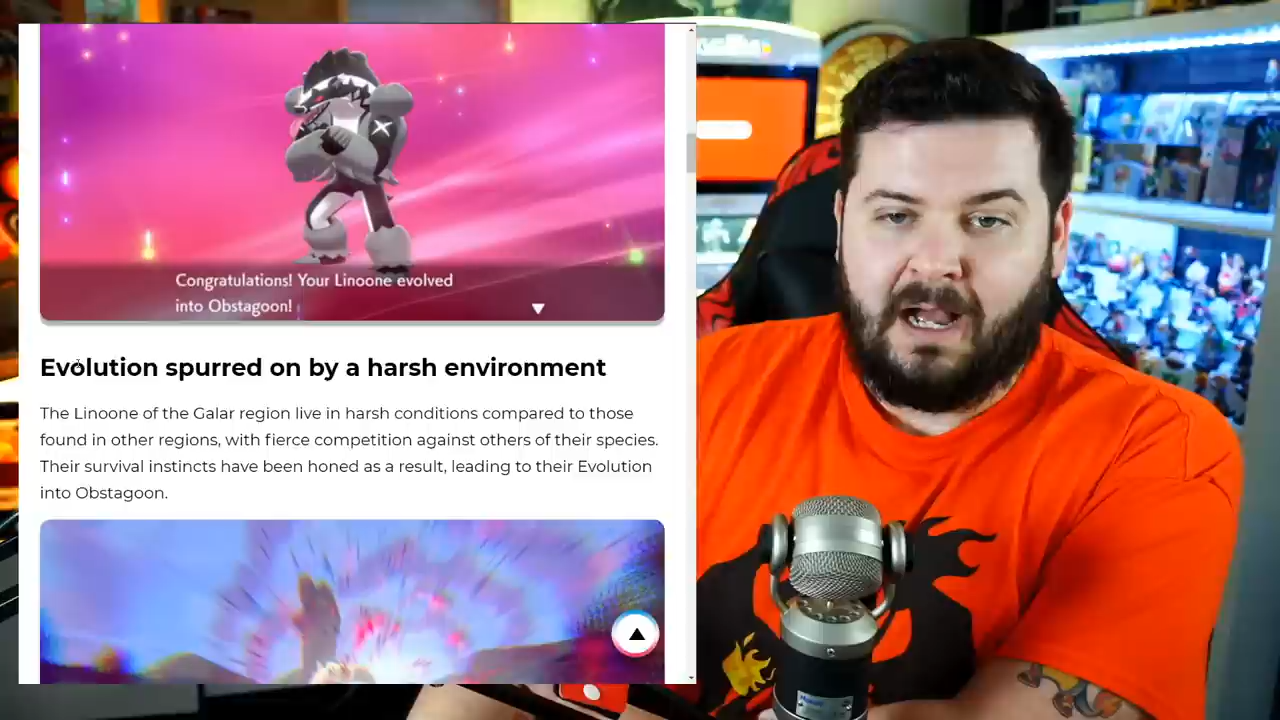 Congratulations! Your Linoone evolved
into Obstagoon!
Evolution spurred on by a harsh environment
The Linoone of the Galar region live in harsh conditions compared to those
found in other regions, with fierce competition against others of their species.
Their survival instincts have been honed as a result, leading to their Evolution
into Obstagoon.